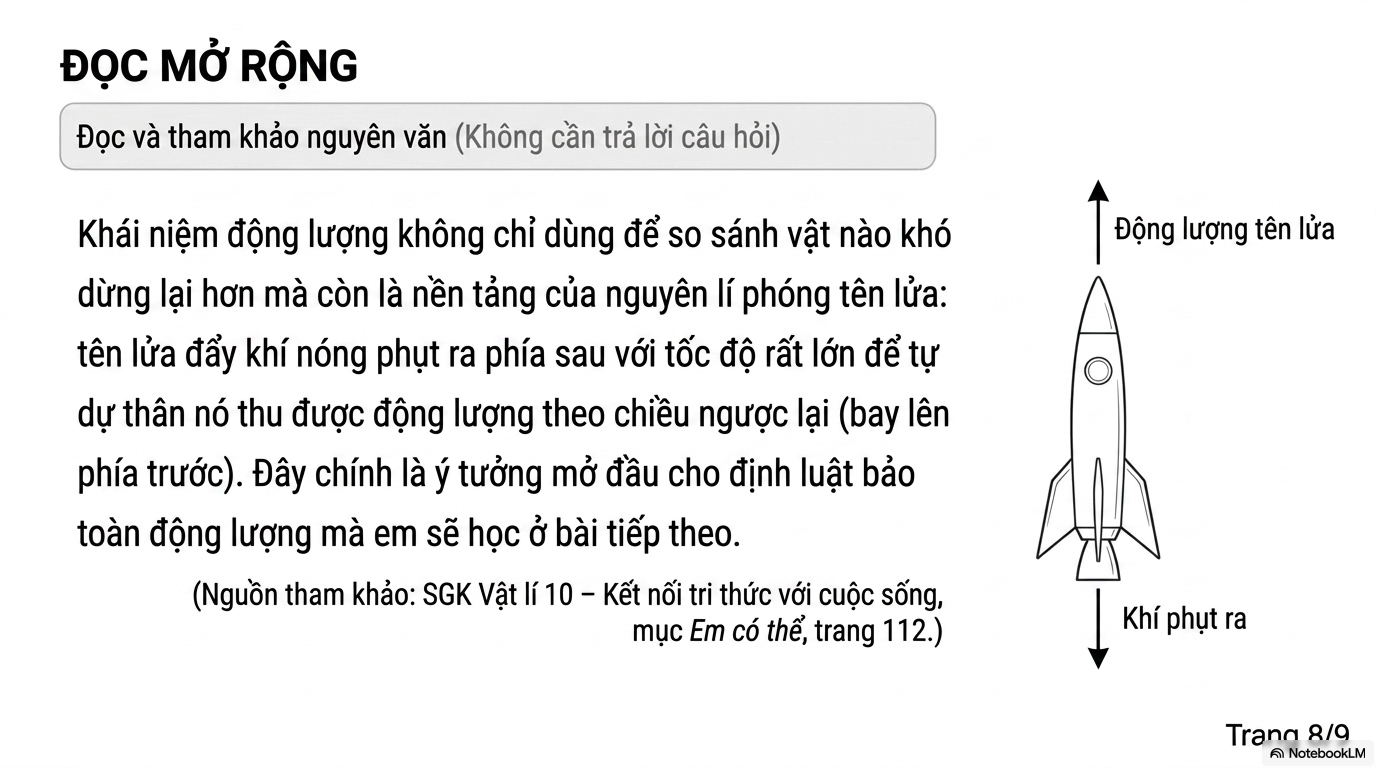 ĐỌC MỞ RỘNG
Đọc và tham khảo nguyên văn (Không cần trả lời câu hỏi)
Khái niệm động lượng không chỉ dùng để so sánh vật nào khó
dừng lại hơn mà còn là nền tảng của nguyên lí phóng tên lửa:
tên lửa đẩy khí nóng phụt ra phía sau với tốc độ rất lớn để tự
dự thân nó thu được động lượng theo chiều ngược lại (bay lên
phía trước). Đây chính là ý tưởng mở đầu cho định luật bảo
toàn động lượng mà em sẽ học ở bài tiếp theo.
(Nguồn tham khảo: SGK Vật lí 10 – Kết nối tri thức với cuộc sống,
mục Em có thể, trang 112.)
Động lượng tên lửa
Khí phụt ra
Trang 8/9
NotebookLM